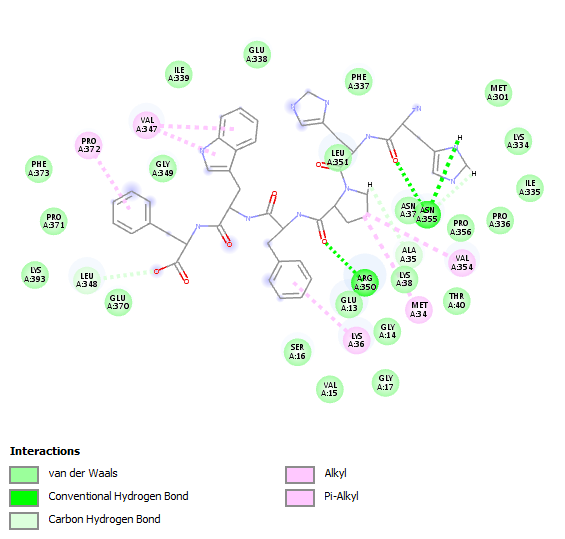 GLU
A:338
ILE
A:339
PHE
A:337
MET
A:301
VAL
A:347
LYS
A:334
PRO
A:372
LEU
A:351
PHE
A:373
GLY
A:349
ILE
A:335
N
N
N
N
N
O
O
H
N
H
N
N
N
O
N
N
O
O
O
O
H
ASN
A:37
ASN
A:355
PRO
A:356
PRO
A:336
PRO
A:371
ALA
A:35
VAL
A:354
LYS
A:393
LEU
A:348
ARG
A:350
LYS
A:38
GLU
A:370
GLU
A:13
MET
A:34
THR
A:40
LYS
A:36
GLY
A:14
SER
A:16
VAL
A:15
GLY
A:17
Interactions
van der Waals
Conventional Hydrogen Bond
Carbon Hydrogen Bond
Alkyl
Pi-Alkyl